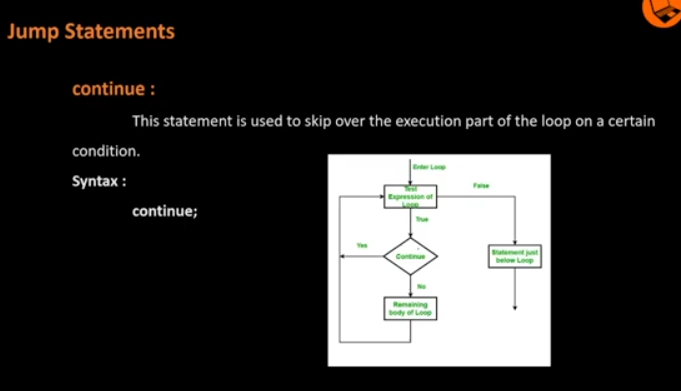 Jump Statements
continue :
This statement is used to skip over the execution part of the loop on a certain
condition.
Syntax :
continue;
Enter Loop
Test
Expression of
Loop
False
True
Yes
Continue
Statement just
below Loop
No
Remaining
body of Loop